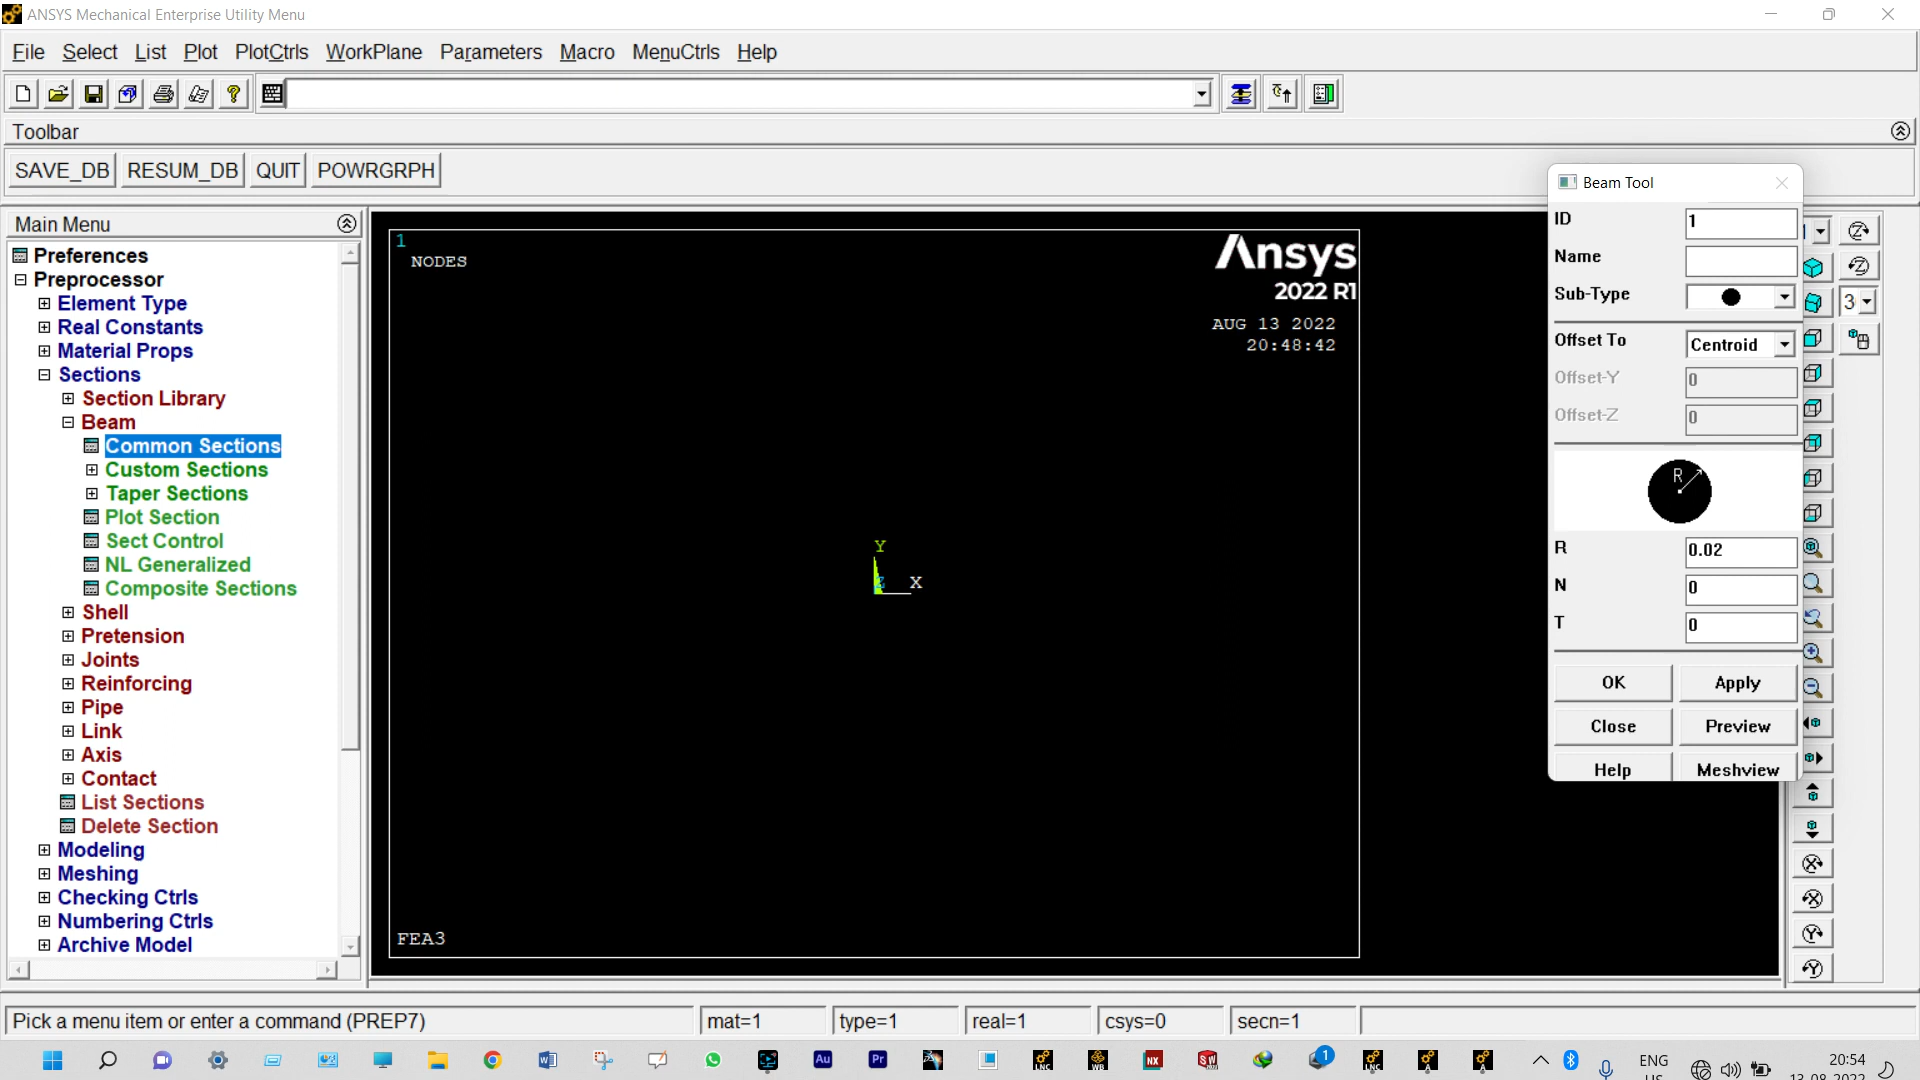 ANSYS Mechanical Enterprise Utility Menu
File Select List Plot PlotCtrls WorkPlane Parameters Macro MenuCtrls Help
Toolbar
SAVE_DB RESUM_DB QUIT POWRGRPH
Main Menu
Preferences
Preprocessor
Element Type
Real Constants
Material Props
Sections
Section Library
Beam
Common Sections
Custom Sections
Taper Sections
Plot Section
Sect Control
NL Generalized
Composite Sections
Shell
Pretension
Joints
Reinforcing
Pipe
Link
Axis
Contact
List Sections
Delete Section
Modeling
Meshing
Checking Ctrls
Numbering Ctrls
Archive Model
1
NODES
Ansys
2022 R1
AUG 13 2022
20:48:42
Y
Z X
FEA3
Beam Tool
ID 1
Name
Sub-Type
Offset To Centroid
Offset-Y 0
Offset-Z 0
R
R 0.02
N 0
T 0
OK Apply
Close Preview
Help Meshview
3
Pick a menu item or enter a command (PREP7) mat=1 type=1 real=1 csys=0 secn=1
ENG
20:54